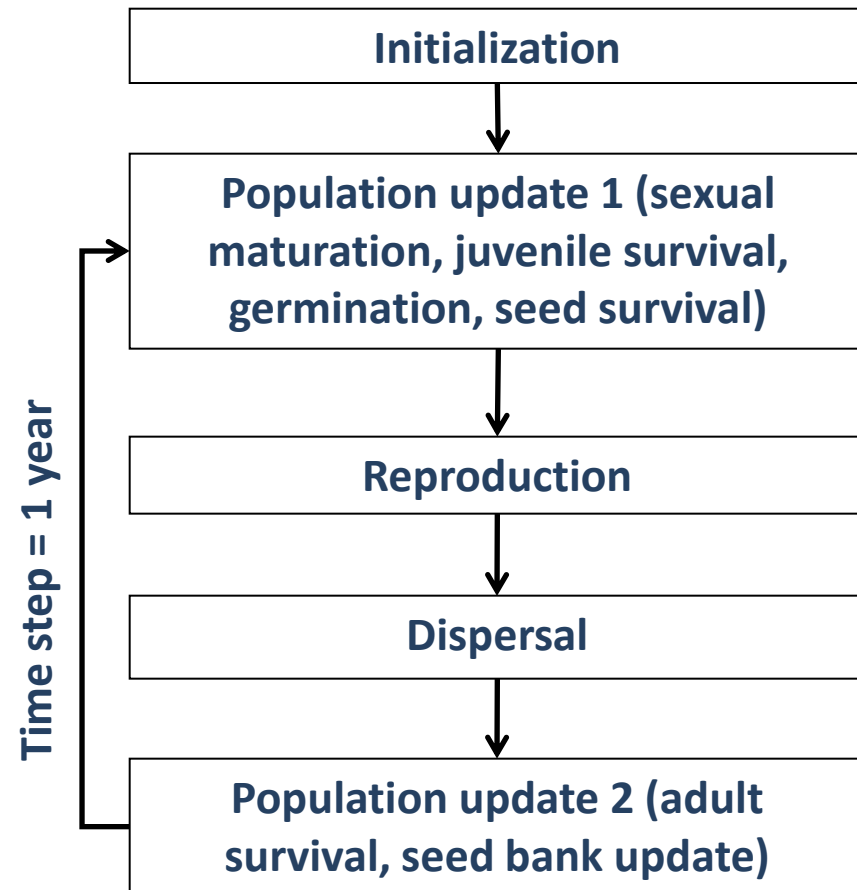 Initialization
Population update 1 (sexual
maturation, juvenile survival,
germination, seed survival)
Reproduction
Dispersal
Population update 2 (adult
survival, seed bank update)
Time step = 1 year